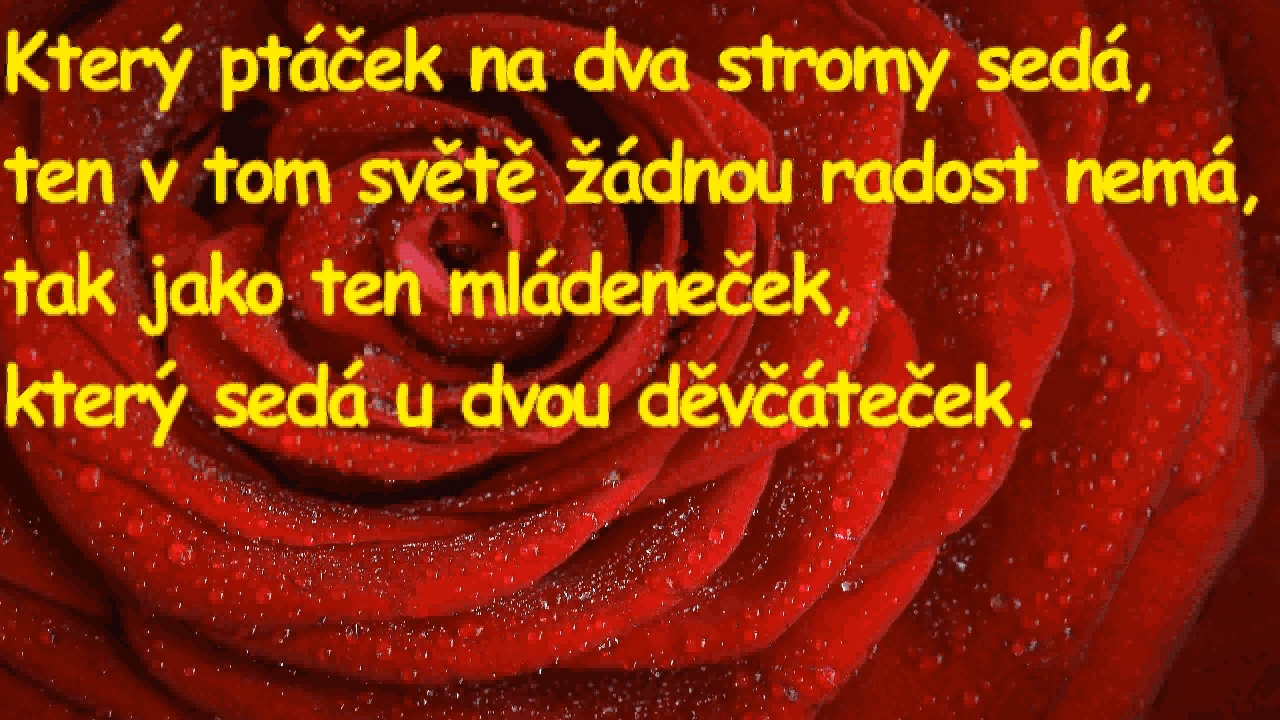 Který ptáček na dva stromy sedá,
ten v tom světě žádnou radost nemá,
tak jako ten mládeneček,
který sedá u dvou děvčáteček.